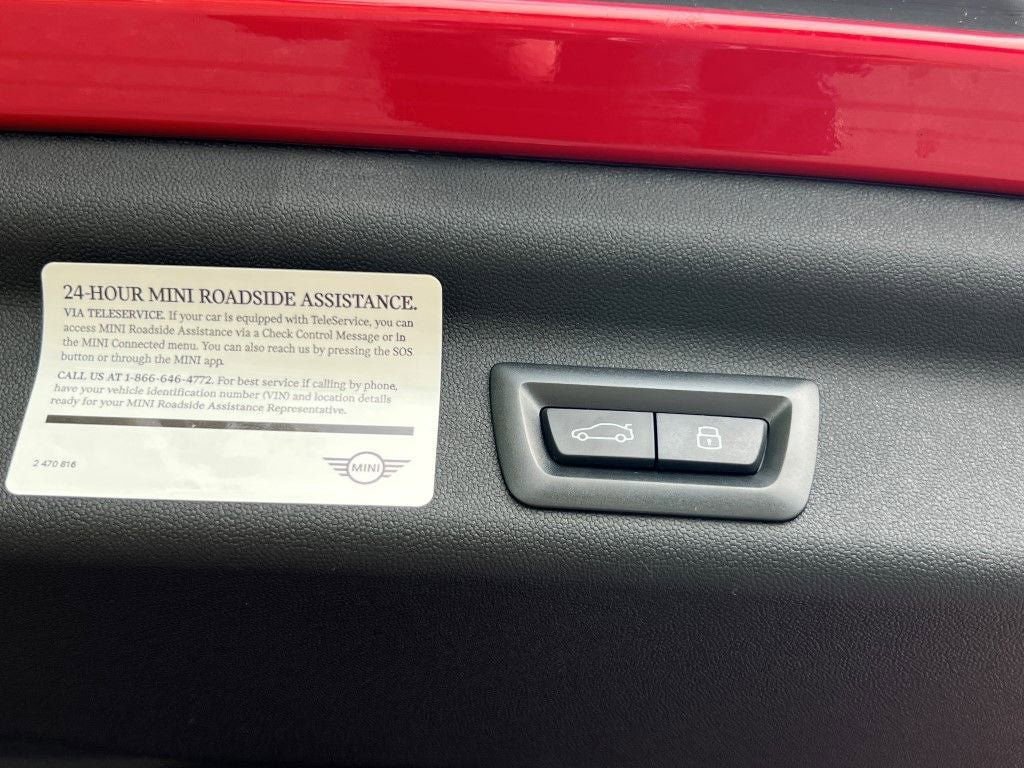 24-HOUR MINI ROADSIDE ASSISTANCE.
VIA TELESERVICE. If your car is equipped with TeleService, you can
access MINI Roadside Assistance via a Check Control Message or in
the MINI Connected menu. You can also reach us by pressing the SOS
button or through the MINI app.
CALL US AT 1-866-646-4772. For best service if calling by phone,
have your vehicle identification number (VIN) and location details
ready for your MINI Roadside Assistance Representative.
2 470 816
MINI